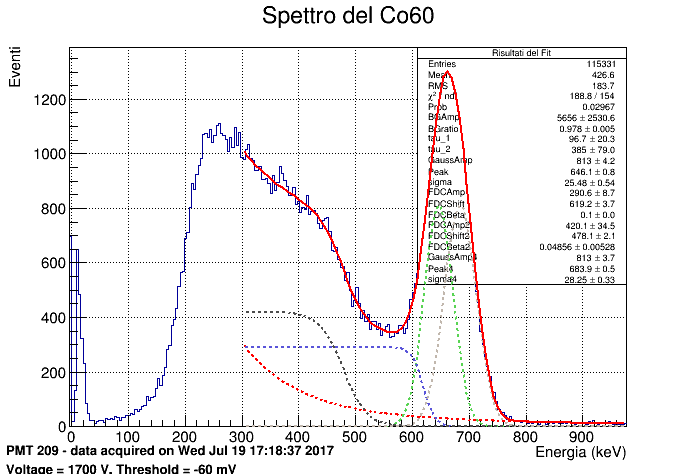 Spettro del Co60
Eventi
1200
1000
800
600
400
200
0
0 100 200 300 400 500 600 700 800 900
Energia (keV)
Risultati del Fit
Entries 115331
Mean 426.6
RMS 183.7
χ² / ndf 188.8 / 154
Prob 0.02967
BGAmp 5656 ± 2530.6
BGratio 0.978 ± 0.005
tau_1 96.7 ± 20.3
tau_2 385 ± 79.0
GaussAmp 813 ± 4.2
Peak 646.1 ± 0.8
sigma 25.48 ± 0.54
FDCAmp 290.6 ± 8.7
FDCShift 619.2 ± 3.7
FDCBeta 0.1 ± 0.0
FDCAmp2 420.1 ± 34.5
FDCShift2 478.1 ± 2.1
FDCBeta2 0.04856 ± 0.00528
GaussAmp 813 ± 3.7
Peak4 683.9 ± 0.5
sigma4 28.25 ± 0.33
PMT 209 - data acquired on Wed Jul 19 17:18:37 2017
Voltage = 1700 V, Threshold = -60 mV